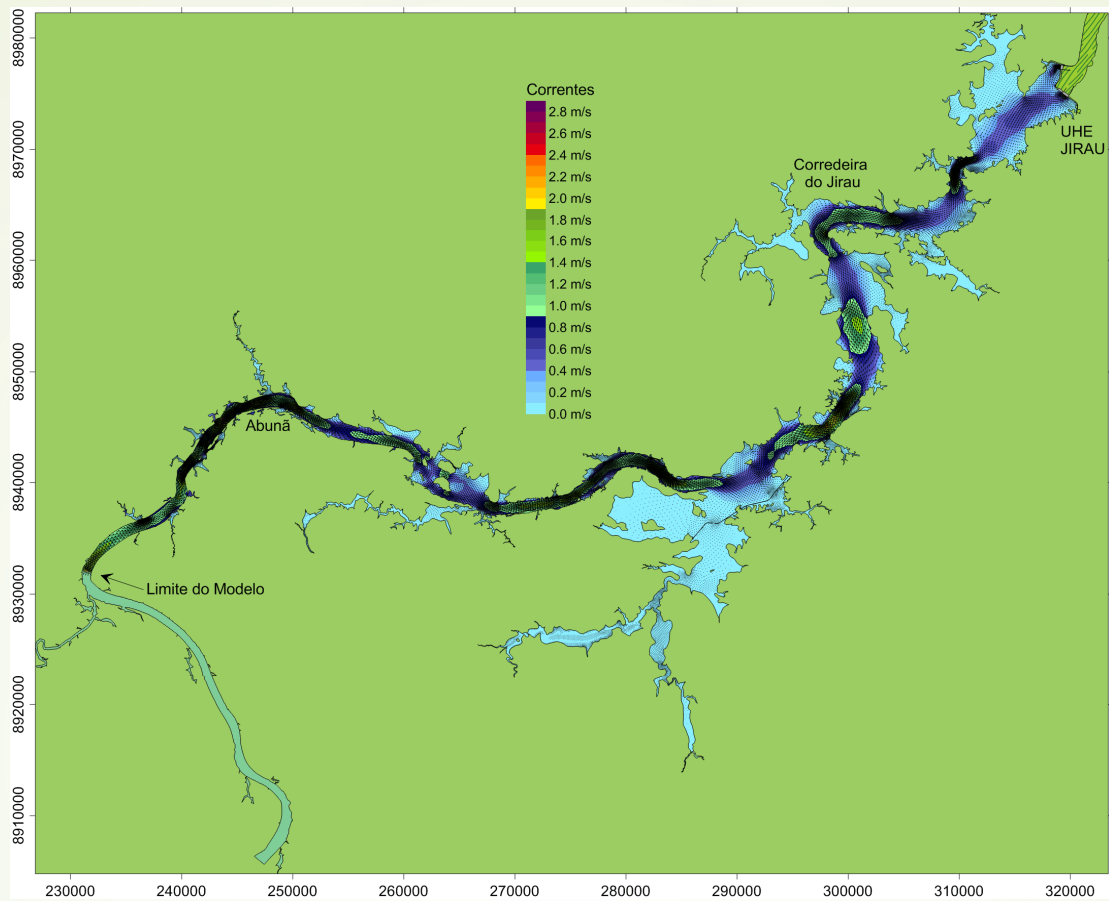 8980000
8970000
8960000
8950000
8940000
8930000
8920000
8910000
Correntes
2.8 m/s
2.6 m/s
2.4 m/s
2.2 m/s
2.0 m/s
1.8 m/s
1.6 m/s
1.4 m/s
1.2 m/s
1.0 m/s
0.8 m/s
0.6 m/s
0.4 m/s
0.2 m/s
0.0 m/s
UHE
JIRAU
Corredeira
do Jirau
Abunã
Limite do Modelo
230000
240000
250000
260000
270000
280000
290000
300000
310000
320000